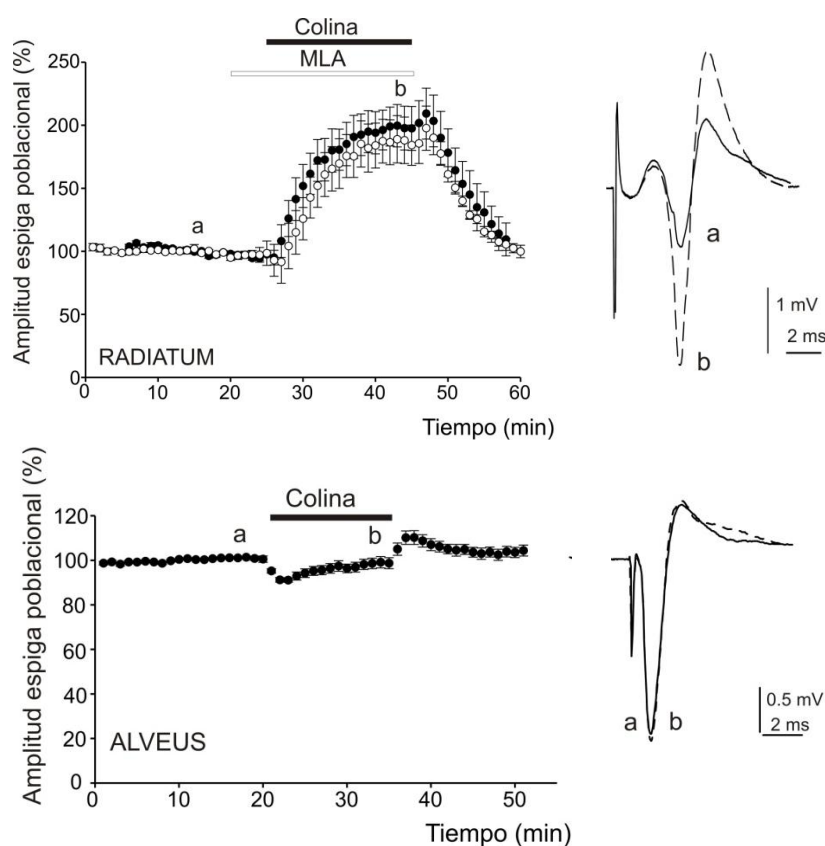 Colina
MLA
Amplitud espiga poblacional (%)
250
200
150
100
50
0
a
b
RADIATUM
0 10 20 30 40 50 60
Tiempo (min)
a
b
1 mV
2 ms
Colina
Amplitud espiga poblacional (%)
120
100
80
60
40
20
0
a b
ALVEUS
0 10 20 30 40 50
Tiempo (min)
a b
0.5 mV
2 ms